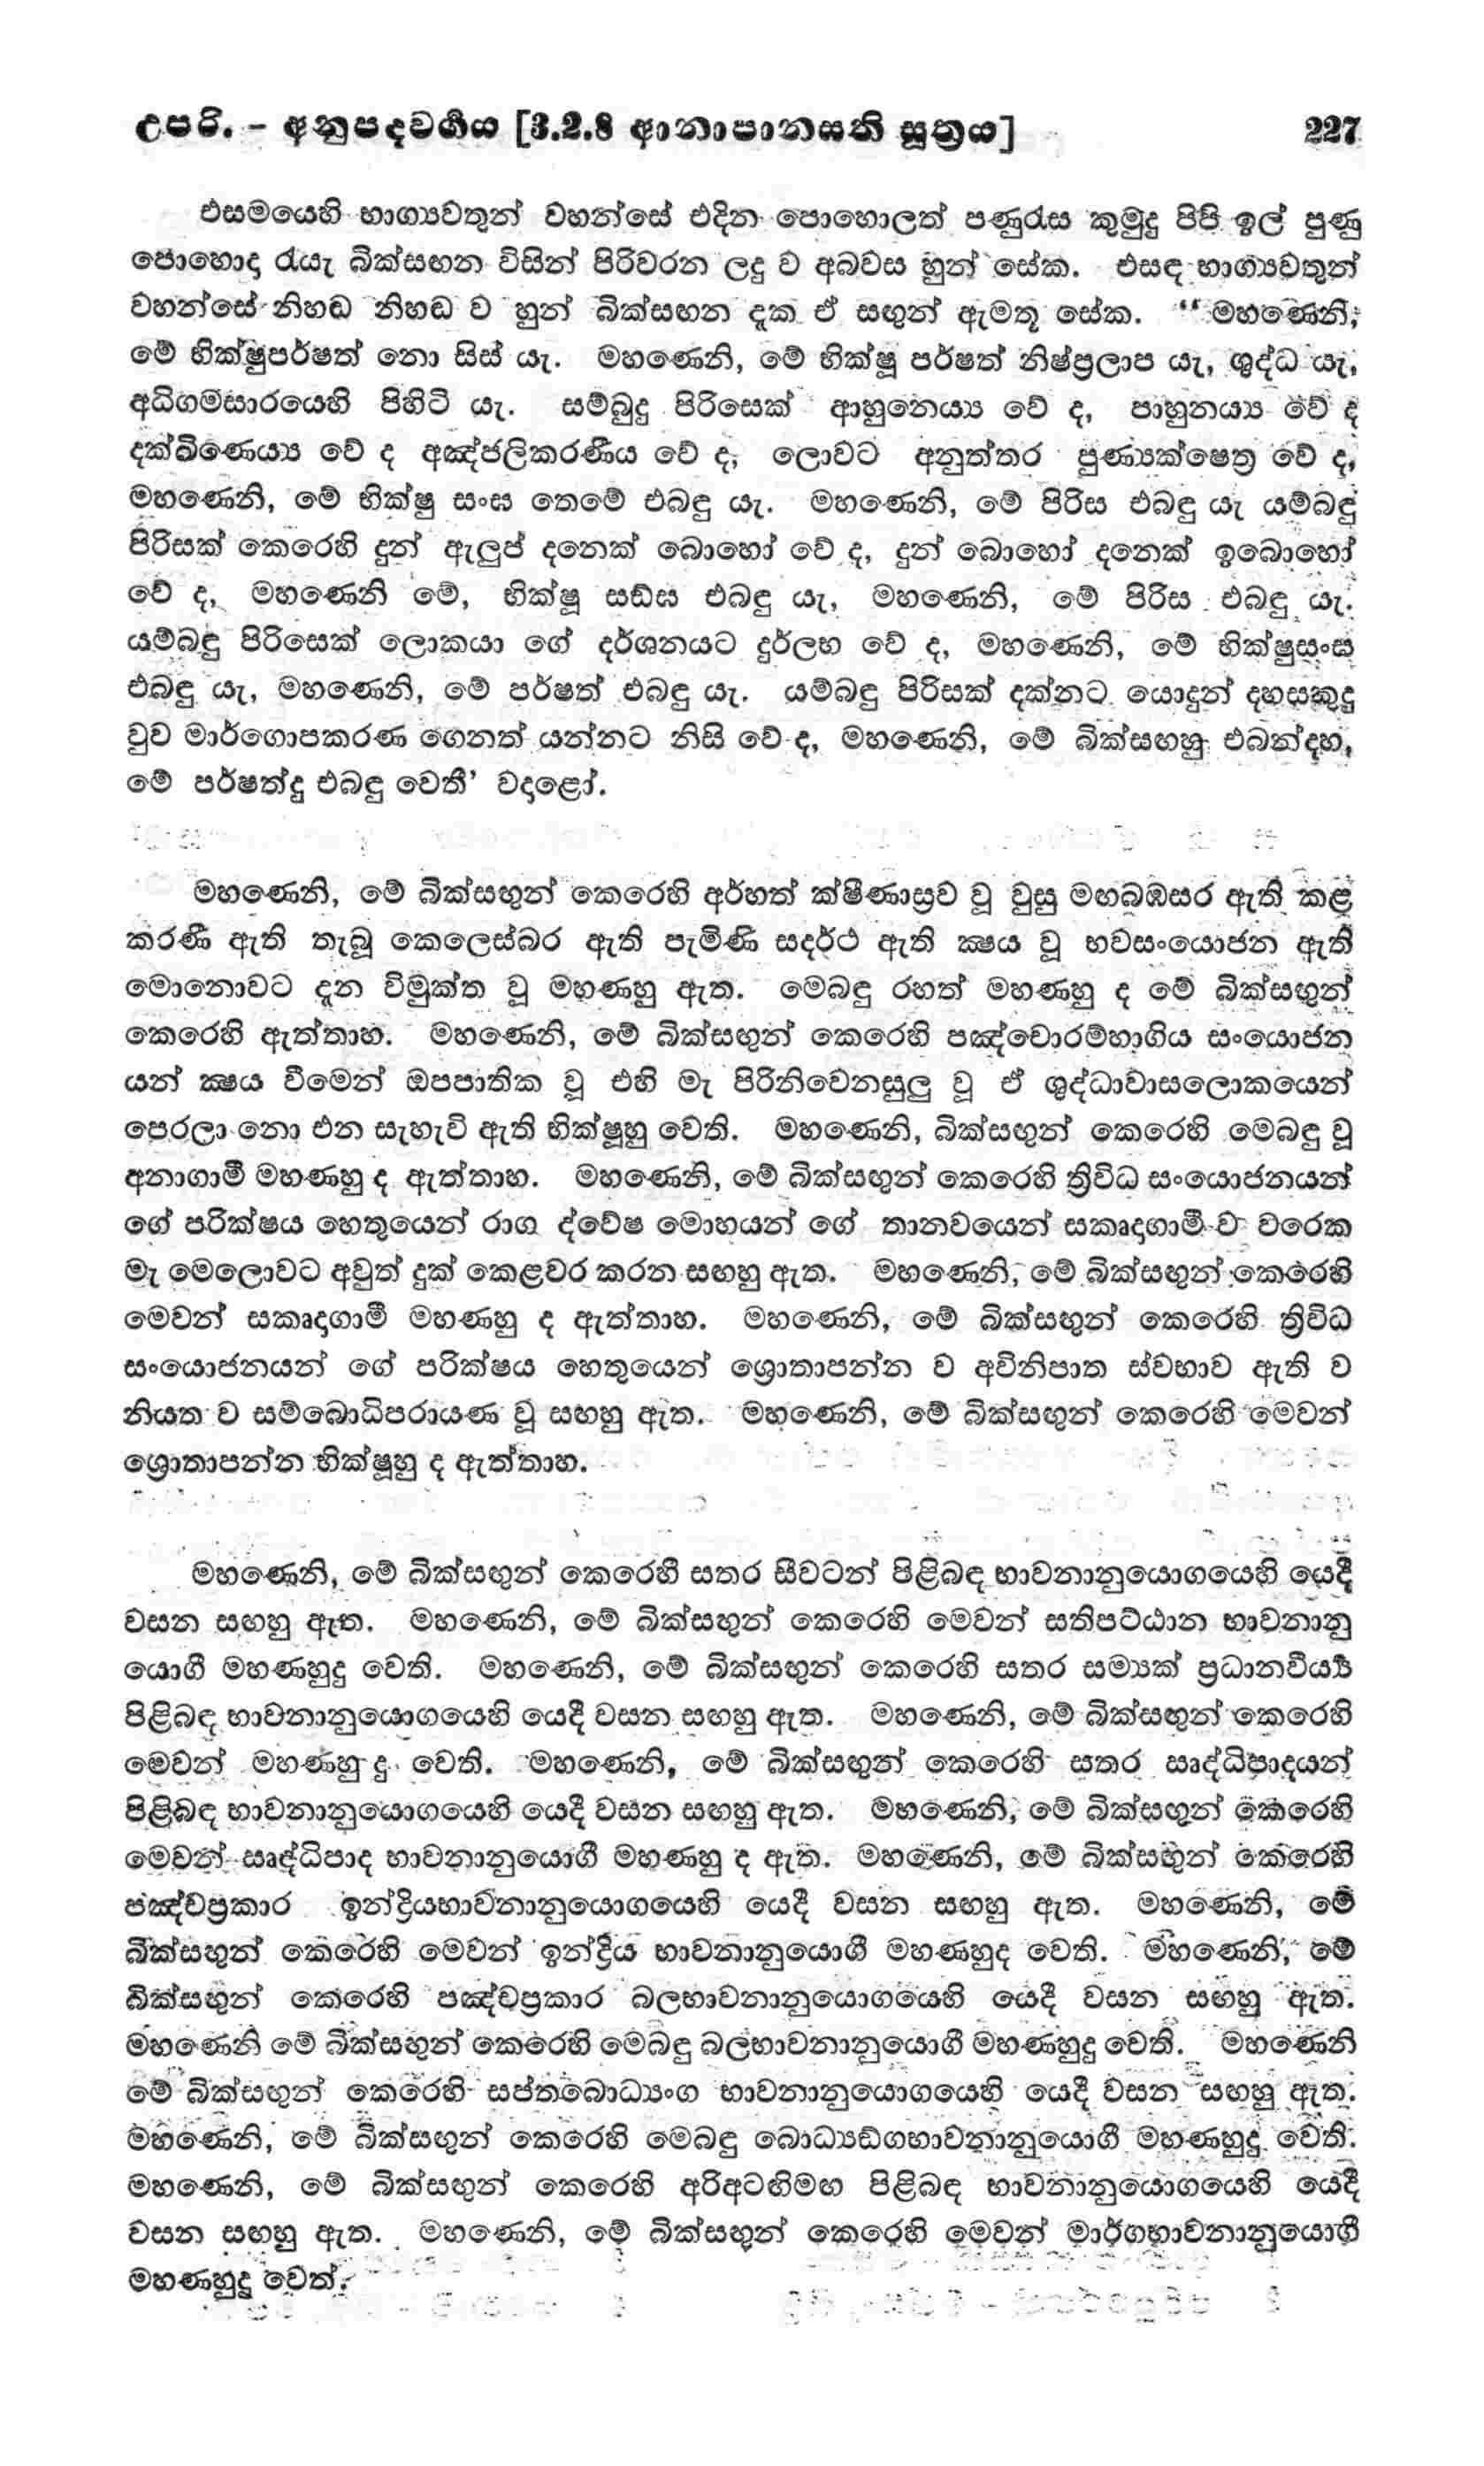 උපරි. - අනුපදවර්‍ගය [3.2.8 ආනාපානසති සූත්‍රය] 227
එසමයෙහි භාග්‍යවතුන් වහන්සේ එදින පොහොලත් පණුරැස කුමුදු පිපි ඉල් පුණු
පොහොදා රැයැ බික්සඟන විසින් පිරිවරන ලදු ව අබවස හුන් සේක. එසඳ භාග්‍යවතුන්
වහන්සේ නිහඬ නිහඬ ව හුන් බික්සඟන දැක ඒ සඟුන් ඇමතූ සේක. “මහණෙනි,
මේ භික්ෂුපර්ෂත් නො සිස් යැ. මහණෙනි, මේ භික්ෂූ පර්ෂත් නිෂ්ප්‍රලාප යැ, ශුද්ධ යැ,
අධිගමසාරයෙහි පිහිටි යැ. සම්බුදු පිරිසෙක් ආහුනෙය්‍ය වේ ද, පාහුනය්‍ය වේ ද
දක්ඛිණෙය්‍ය වේ ද අඤ්ජලිකරණීය වේ ද, ලොවට අනුත්තර පුණ්‍යක්ෂෙත්‍ර වේ ද,
මහණෙනි, මේ භික්ෂු සංඝ තෙමේ එබඳු යැ. මහණෙනි, මේ පිරිස එබඳු යැ යම්බඳු
පිරිසක් කෙරෙහි දුන් ඇලුප් දනෙක් බොහෝ වේ ද, දුන් බොහෝ දනෙක් ඉබොහෝ
වේ ද, මහණෙනි මේ, භික්ෂූ සඞ්ඝ එබඳු යැ, මහණෙනි, මේ පිරිස එබඳු යැ.
යම්බඳු පිරිසෙක් ලොකයා ගේ දර්ශනයට දුර්ලභ වේ ද, මහණෙනි, මේ භික්ෂුසංඝ
එබඳු යැ, මහණෙනි, මේ පර්ෂත් එබඳු යැ. යම්බඳු පිරිසක් දක්නට යොදුන් දහසකුදු
වුව මාර්ගොපකරණ ගෙනත් යන්නට නිසි වේ ද, මහණෙනි, මේ බික්සඟහු එබන්දහ,
මේ පර්ෂත්දු එබඳු වෙතී’ වදාළෝ.
මහණෙනි, මේ බික්සඟුන් කෙරෙහි අර්හත් ක්ෂීණාස්‍රව වූ වුසු මඟබඹසර ඇති කළ
කරණී ඇති තැබූ කෙලෙස්බර ඇති පැමිණි සදර්ථ ඇති ක්‍ෂය වූ භවසංයොජන ඇති
මොනොවට දැන විමුක්ත වූ මහණහු ඇත. මෙබඳු රහත් මහණහු ද මේ බික්සඟුන්
කෙරෙහි ඇත්තාහ. මහණෙනි, මේ බික්සඟුන් කෙරෙහි පඤ්චොරම්භාගිය සංයොජන
යන් ක්‍ෂය වීමෙන් ඔපපාතික වූ එහි මැ පිරිනිවෙනසුලු වූ ඒ ශුද්ධාවාසලොකයෙන්
පෙරලා නො එන සැහැවි ඇති භික්ෂූහු වෙති. මහණෙනි, බික්සඟුන් කෙරෙහි මෙබඳු වූ
අනාගාමී මහණහු ද ඇත්තාහ. මහණෙනි, මේ බික්සඟුන් කෙරෙහි ත්‍රිවිධ සංයොජනයන්
ගේ පරික්ෂය හෙතුයෙන් රාග ද්වේෂ මොහයන් ගේ තානවයෙන් සකෘදාගාමී ව වරෙක
මැ මෙලොවට අවුත් දුක් කෙළවර කරන සඟහු ඇත. මහණෙනි, මේ බික්සඟුන් කෙරෙහි
මෙවන් සකෘදාගාමී මහණහු ද ඇත්තාහ. මහණෙනි, මේ බික්සඟුන් කෙරෙහි ත්‍රිවිධ
සංයොජනයන් ගේ පරික්ෂය හෙතුයෙන් ශ්‍රොතාපන්න ව අවිනිපාත ස්වභාව ඇති ව
නියත ව සම්බොධිපරායණ වූ සඟහු ඇත. මහණෙනි, මේ බික්සඟුන් කෙරෙහි මෙවන්
ශ්‍රොතාපන්න භික්ෂූහු ද ඇත්තාහ.
මහණෙනි, මේ බික්සඟුන් කෙරෙහී සතර සීවටන් පිළිබඳ භාවනානුයොගයෙහි යෙදී
වසන සඟහු ඇත. මහණෙනි, මේ බික්සඟුන් කෙරෙහි මෙවන් සතිපට්ඨාන භාවනානු
යොගී මහණහුදු වෙති. මහණෙනි, මේ බික්සඟුන් කෙරෙහි සතර සම්‍යක් ප්‍රධානවීර්‍ය්‍ය
පිළිබඳ භාවනානුයොගයෙහි යෙදී වසන සඟහු ඇත. මහණෙනි, මේ බික්සඟුන් කෙරෙහි
මෙවන් මහණහු දු වෙති. මහණෙනි, මේ බික්සඟුන් කෙරෙහි සතර ඍද්ධිපාදයන්
පිළිබඳ භාවනානුයොගයෙහි යෙදී වසන සඟහු ඇත. මහණෙනි, මේ බික්සඟුන් කෙරෙහි
මෙවන් ඍද්ධිපාද භාවනානුයොගී මහණහු ද ඇත. මහණෙනි, මේ බික්සඟුන් කෙරෙහි
පඤ්චප්‍රකාර ඉන්ද්‍රියභාවනානුයොගයෙහි යෙදී වසන සඟහු ඇත. මහණෙනි, මේ
බික්සඟුන් කෙරෙහි මෙවන් ඉන්ද්‍රිය භාවනානුයොගී මහණහුද වෙති. මහණෙනි, මේ
බික්සඟුන් කෙරෙහි පඤ්චප්‍රකාර බලභාවනානුයොගයෙහි යෙදී වසන සඟහු ඇත.
මහණෙනි මේ බික්සඟුන් කෙරෙහි මෙබඳු බලභාවනානුයොගී මහණහුදු වෙති. මහණෙනි
මේ බික්සඟුන් කෙරෙහි සප්තබොධ්‍යංග භාවනානුයොගයෙහි යෙදී වසන සඟහු ඇත.
මහණෙනි, මේ බික්සඟුන් කෙරෙහි මෙබඳු බොධ්‍යඞ්ගභාවනානුයොගී මහණහුදු වෙති.
මහණෙනි, මේ බික්සඟුන් කෙරෙහි අරිඅටඟිමඟ පිළිබඳ භාවනානුයොගයෙහි යෙදී
වසන සඟහු ඇත. මහණෙනි, මේ බික්සඟුන් කෙරෙහි මෙවන් මාර්ගභාවනානුයොගී
මහණහුදු වෙත්.